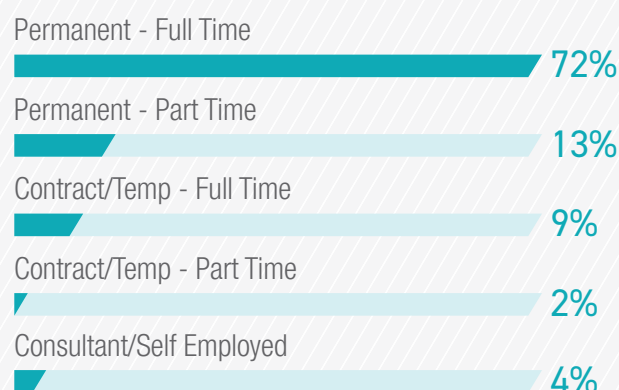 Permanent - Full Time
72%
Permanent - Part Time
13%
Contract/Temp - Full Time
9%
Contract/Temp - Part Time
2%
Consultant/Self Employed
4%